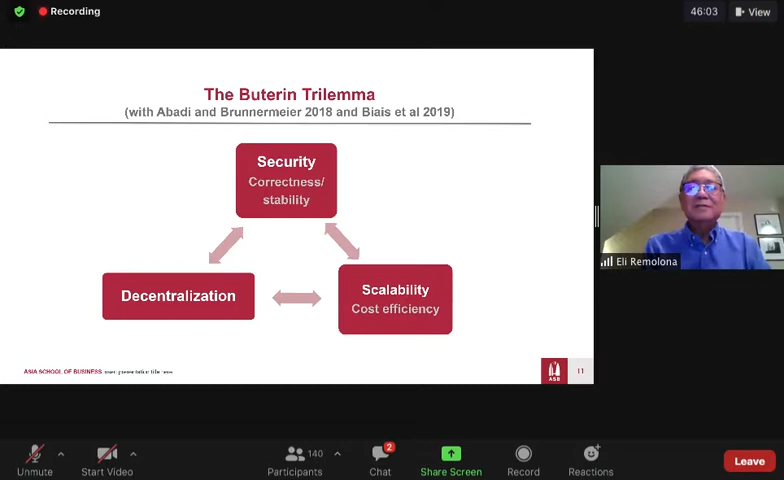 Recording
46:03
View
The Buterin Trilemma
(with Abadi and Brunnermeier 2018 and Biais et al 2019)
Security
Correctness/
stability
Decentralization
Scalability
Cost efficiency
Eli Remolona
ASIA SCHOOL OF BUSINESS
ASB
11
Unmute
Start Video
140
Participants
2
Chat
Share Screen
Record
Reactions
Leave